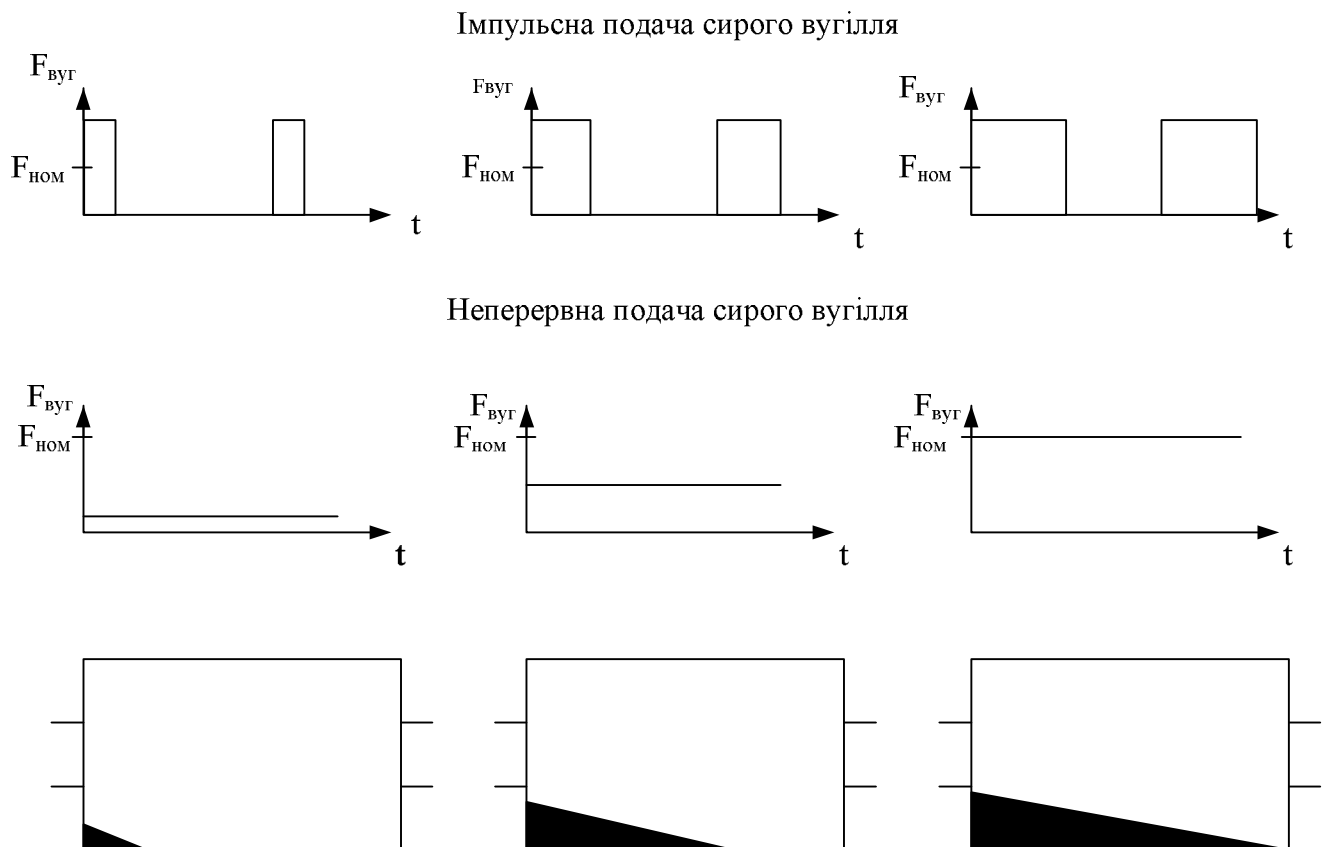 Імпульсна подача сирого вугілля
Fвуг
Fном
t
Fвуг
Fном
t
Fвуг
Fном
t
Неперервна подача сирого вугілля
Fвуг
Fном
t
Fвуг
Fном
t
Fвуг
Fном
t